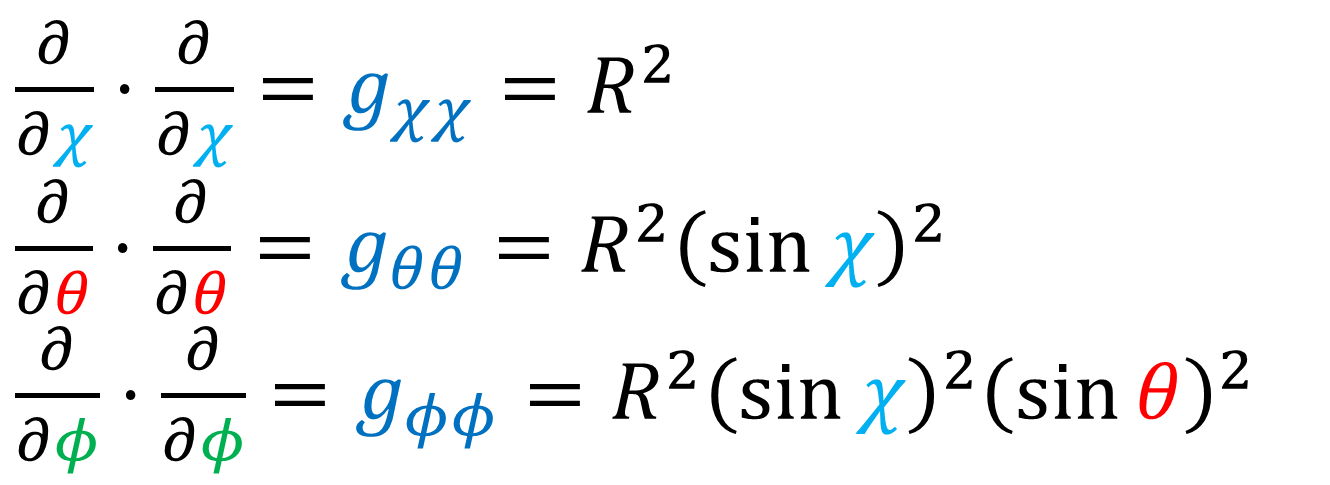 ∂/∂χ · ∂/∂χ = g_χχ = R²
∂/∂θ · ∂/∂θ = g_θθ = R²(sin χ)²
∂/∂ϕ · ∂/∂ϕ = g_ϕϕ = R²(sin χ)²(sin θ)²